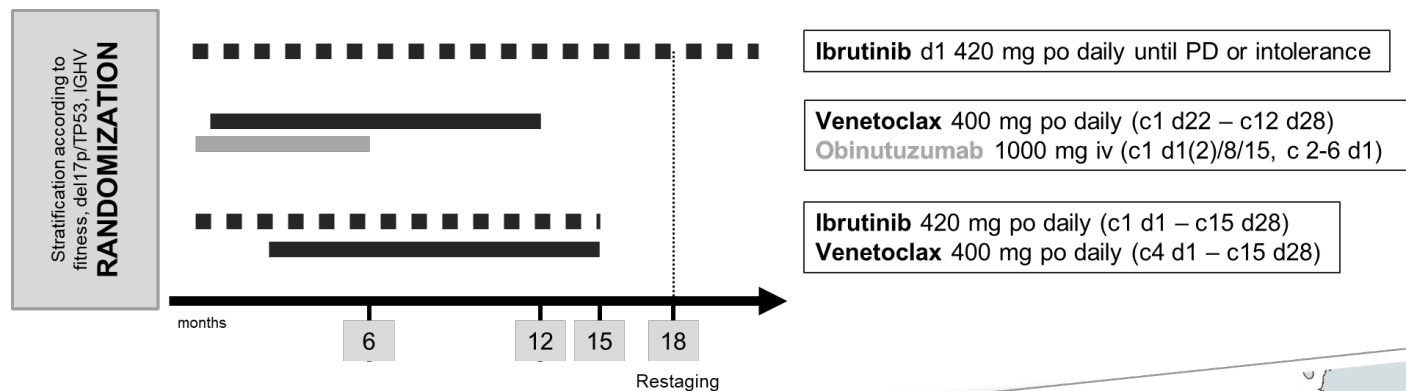 Stratification according to
fitness, del17p/TP53, IGHV
RANDOMIZATION
Ibrutinib d1 420 mg po daily until PD or intolerance
Venetoclax 400 mg po daily (c1 d22 – c12 d28)
Obinutuzumab 1000 mg iv (c1 d1(2)/8/15, c 2-6 d1)
Ibrutinib 420 mg po daily (c1 d1 – c15 d28)
Venetoclax 400 mg po daily (c4 d1 – c15 d28)
months
6 12 15 18
Restaging